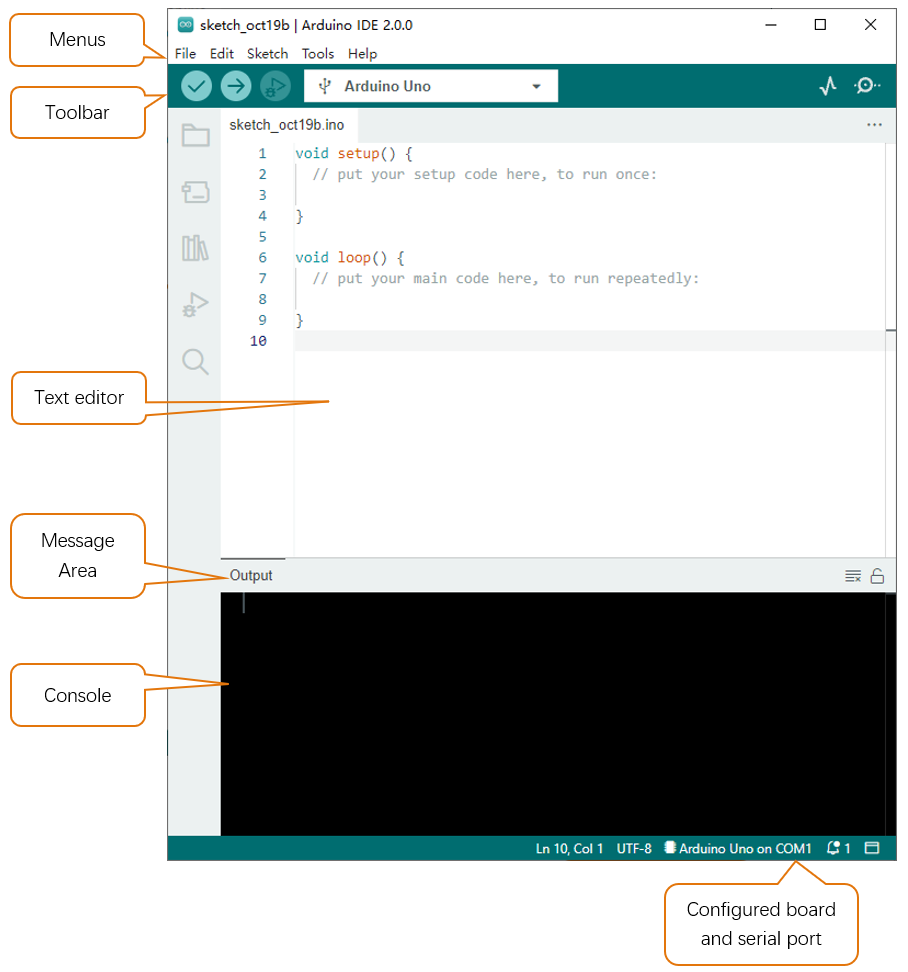 Menus
sketch_oct19b | Arduino IDE 2.0.0
File Edit Sketch Tools Help
Toolbar
Arduino Uno
sketch_oct19b.ino
1 void setup() {
2 // put your setup code here, to run once:
3
4 }
5
6 void loop() {
7 // put your main code here, to run repeatedly:
8
9 }
10
Text editor
Message
Area
Output
Console
Ln 10, Col 1 UTF-8 Arduino Uno on COM1 1
Configured board
and serial port